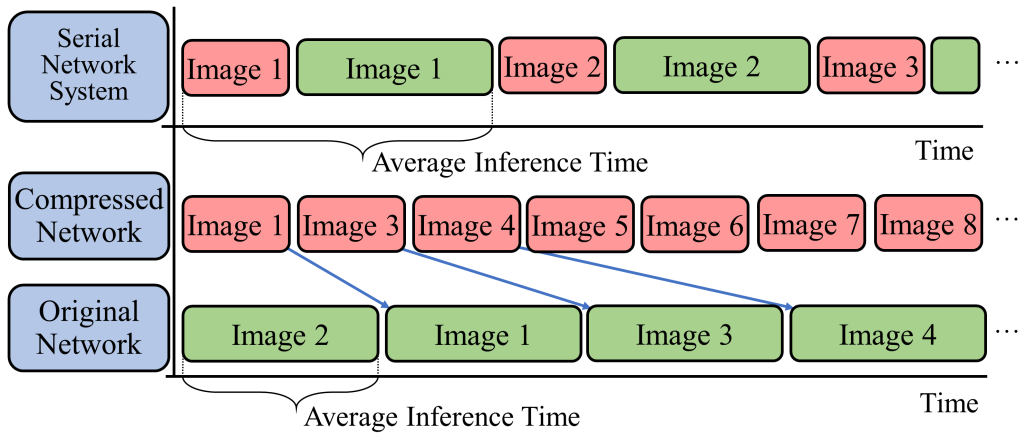 Serial
Network
System
Image 1
Image 1
Image 2
Image 2
Image 3
...
Time
Average Inference Time
Compressed
Network
Image 1
Image 3
Image 4
Image 5
Image 6
Image 7
Image 8
...
Original
Network
Image 2
Image 1
Image 3
Image 4
...
Time
Average Inference Time